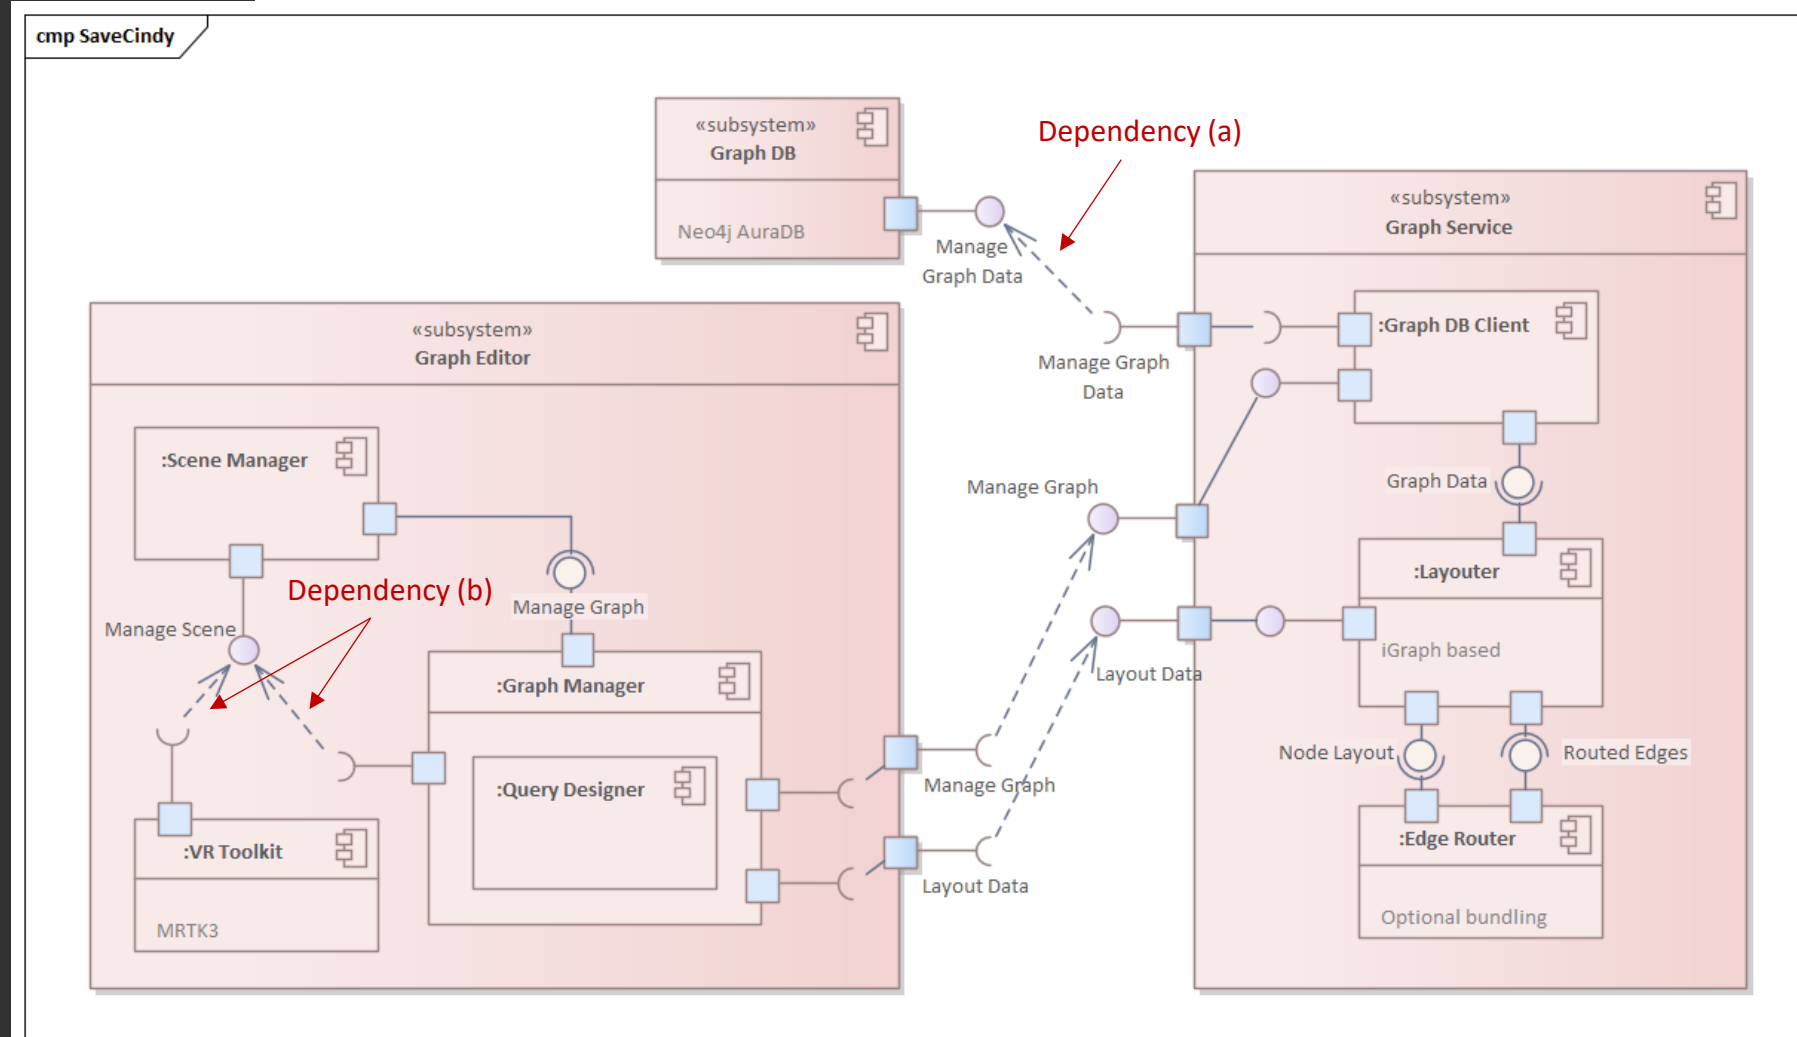 cmp SaveCindy
«subsystem»
Graph DB
Neo4j AuraDB
Manage
Graph Data
Dependency (a)
Manage Graph
Data
«subsystem»
Graph Service
:Graph DB Client
Graph Data
:Layouter
iGraph based
Node Layout
Routed Edges
:Edge Router
Optional bundling
Manage Graph
Layout Data
«subsystem»
Graph Editor
:Scene Manager
Dependency (b)
Manage Scene
Manage Graph
:Graph Manager
:Query Designer
:VR Toolkit
MRTK3
Manage Graph
Layout Data